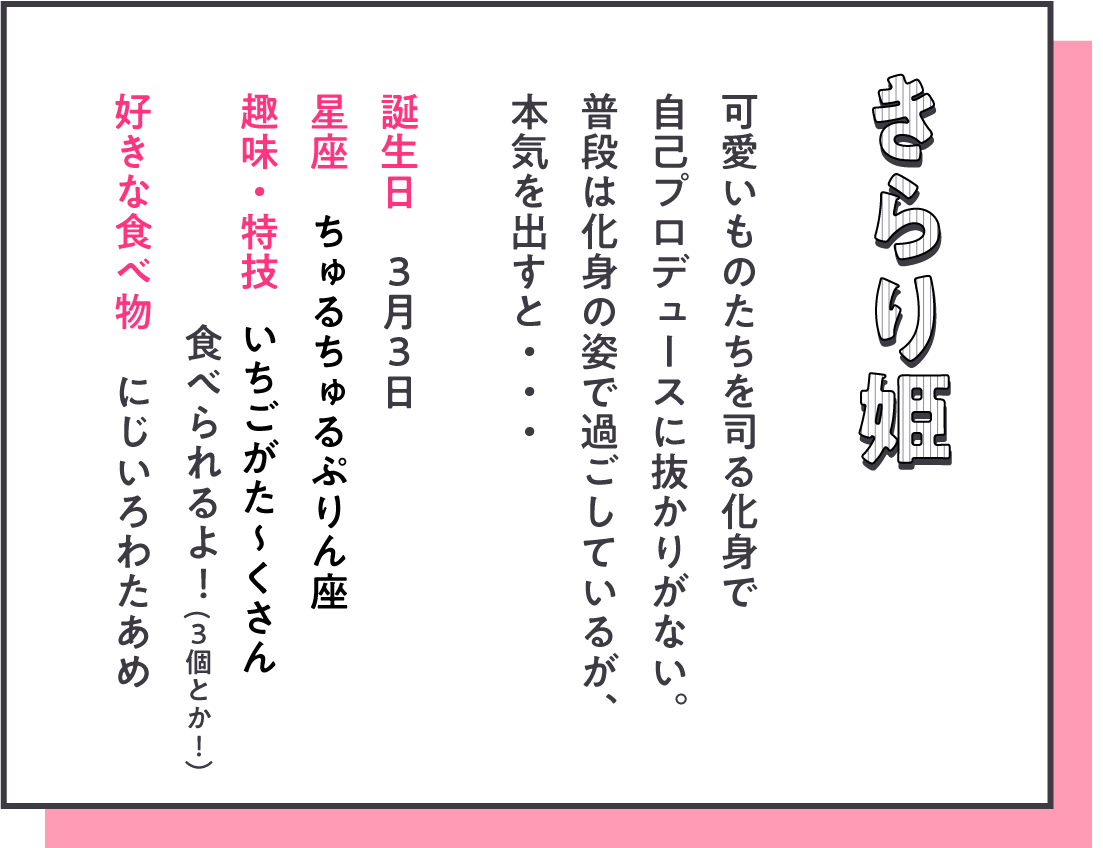 きらり姫
可愛いものたちを司る化身で
自己プロデュースに抜かりがない。
普段は化身の姿で過ごしているが、
本気を出すと・・・
誕生日　3月3日
星座　ちゅるちゅるぷりん座
趣味・特技　いちごがた～くさん
食べられるよ！(3個とか！)
好きな食べ物　にじいろわたあめ